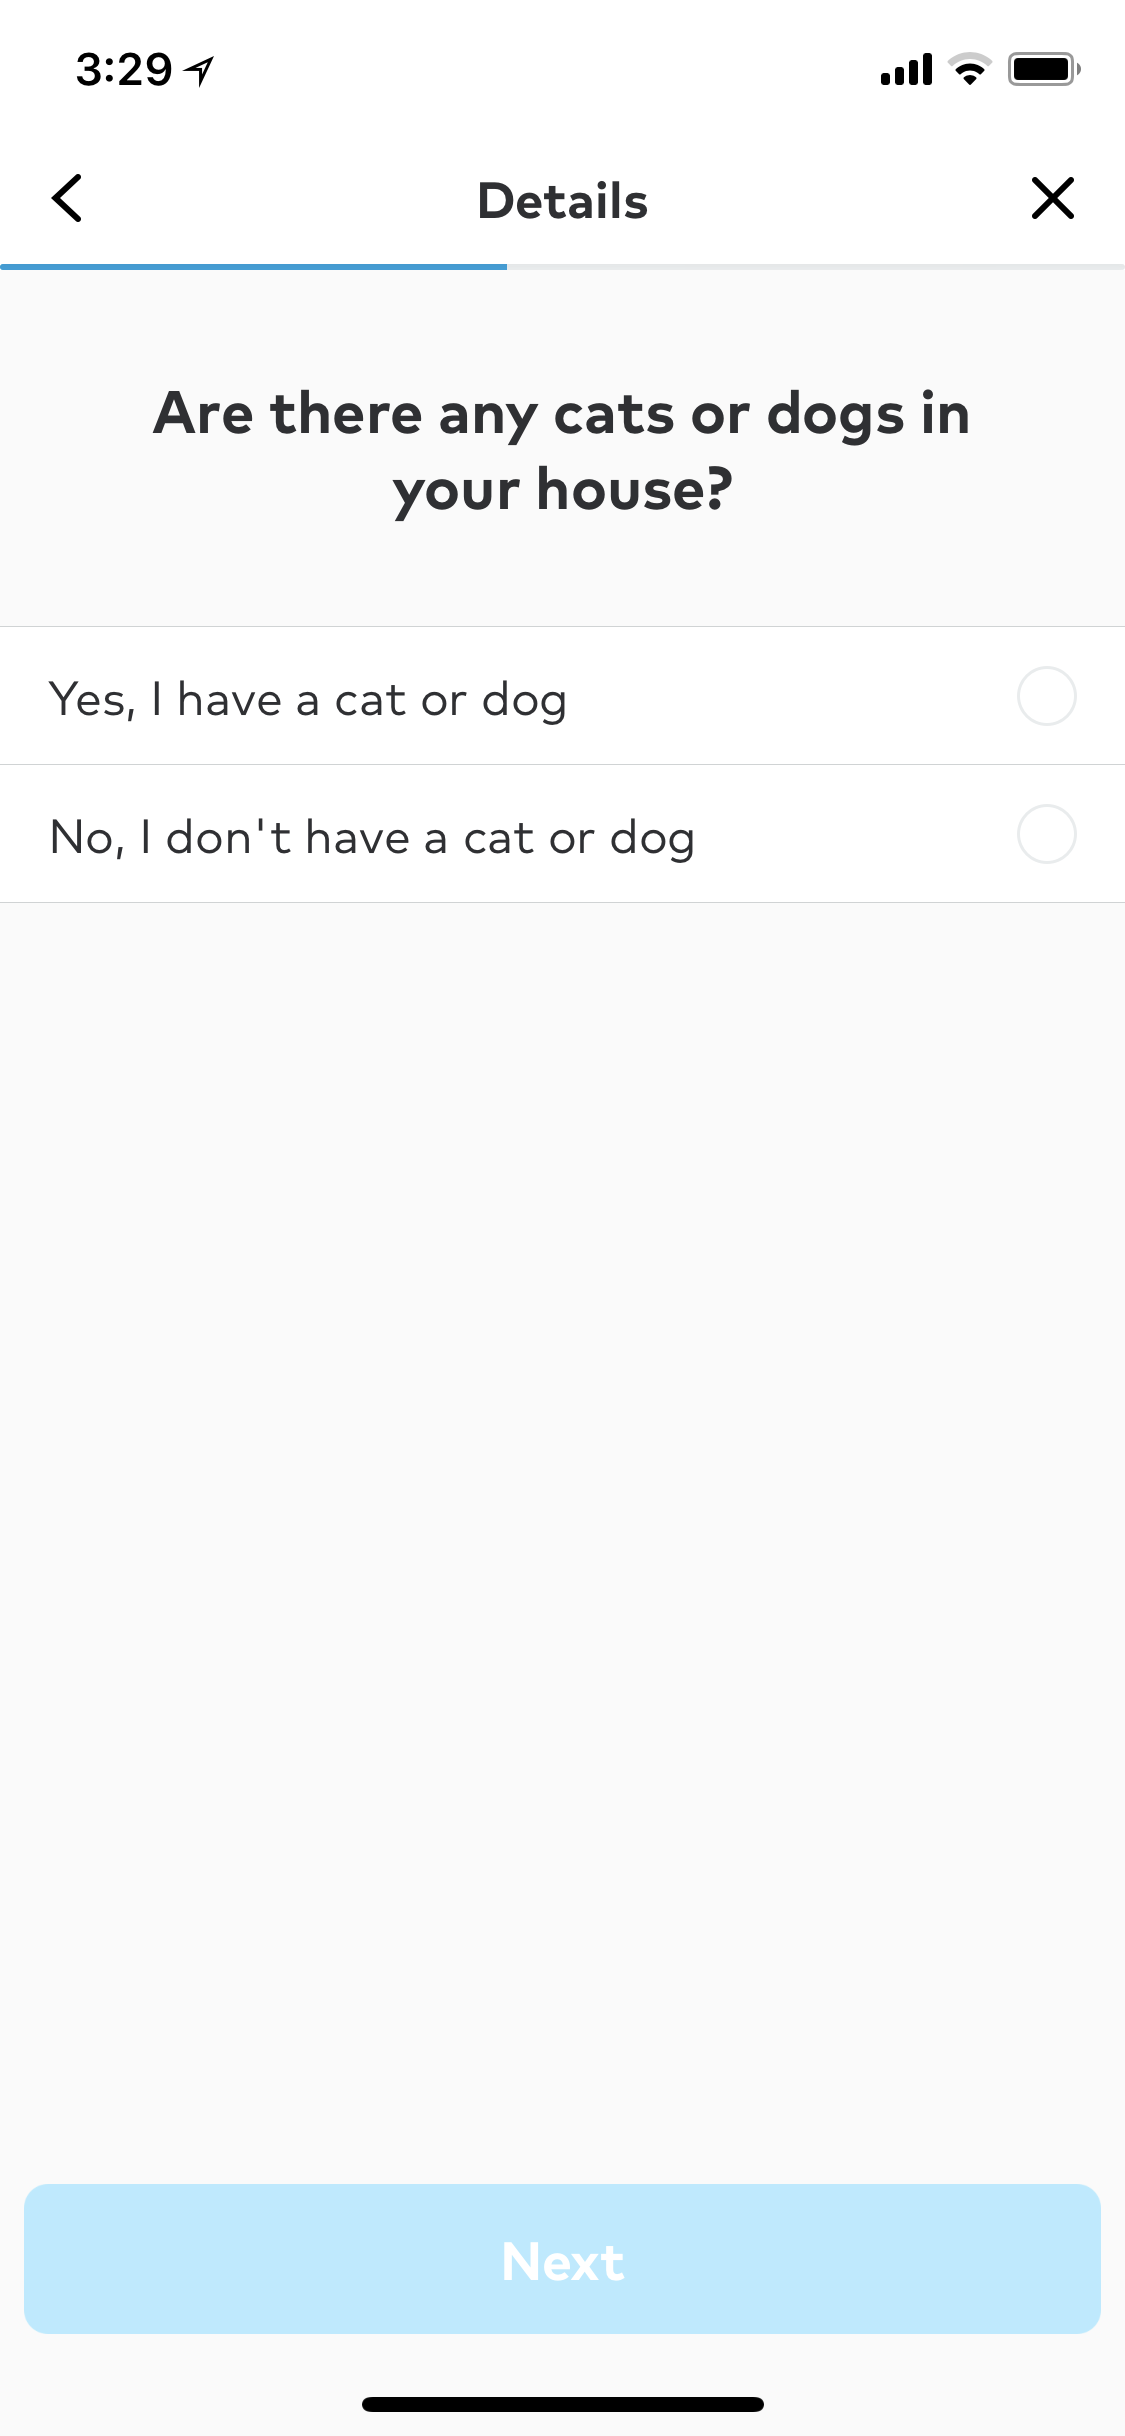 3:29
Details
Are there any cats or dogs in
your house?
Yes, I have a cat or dog
No, I don't have a cat or dog
Next